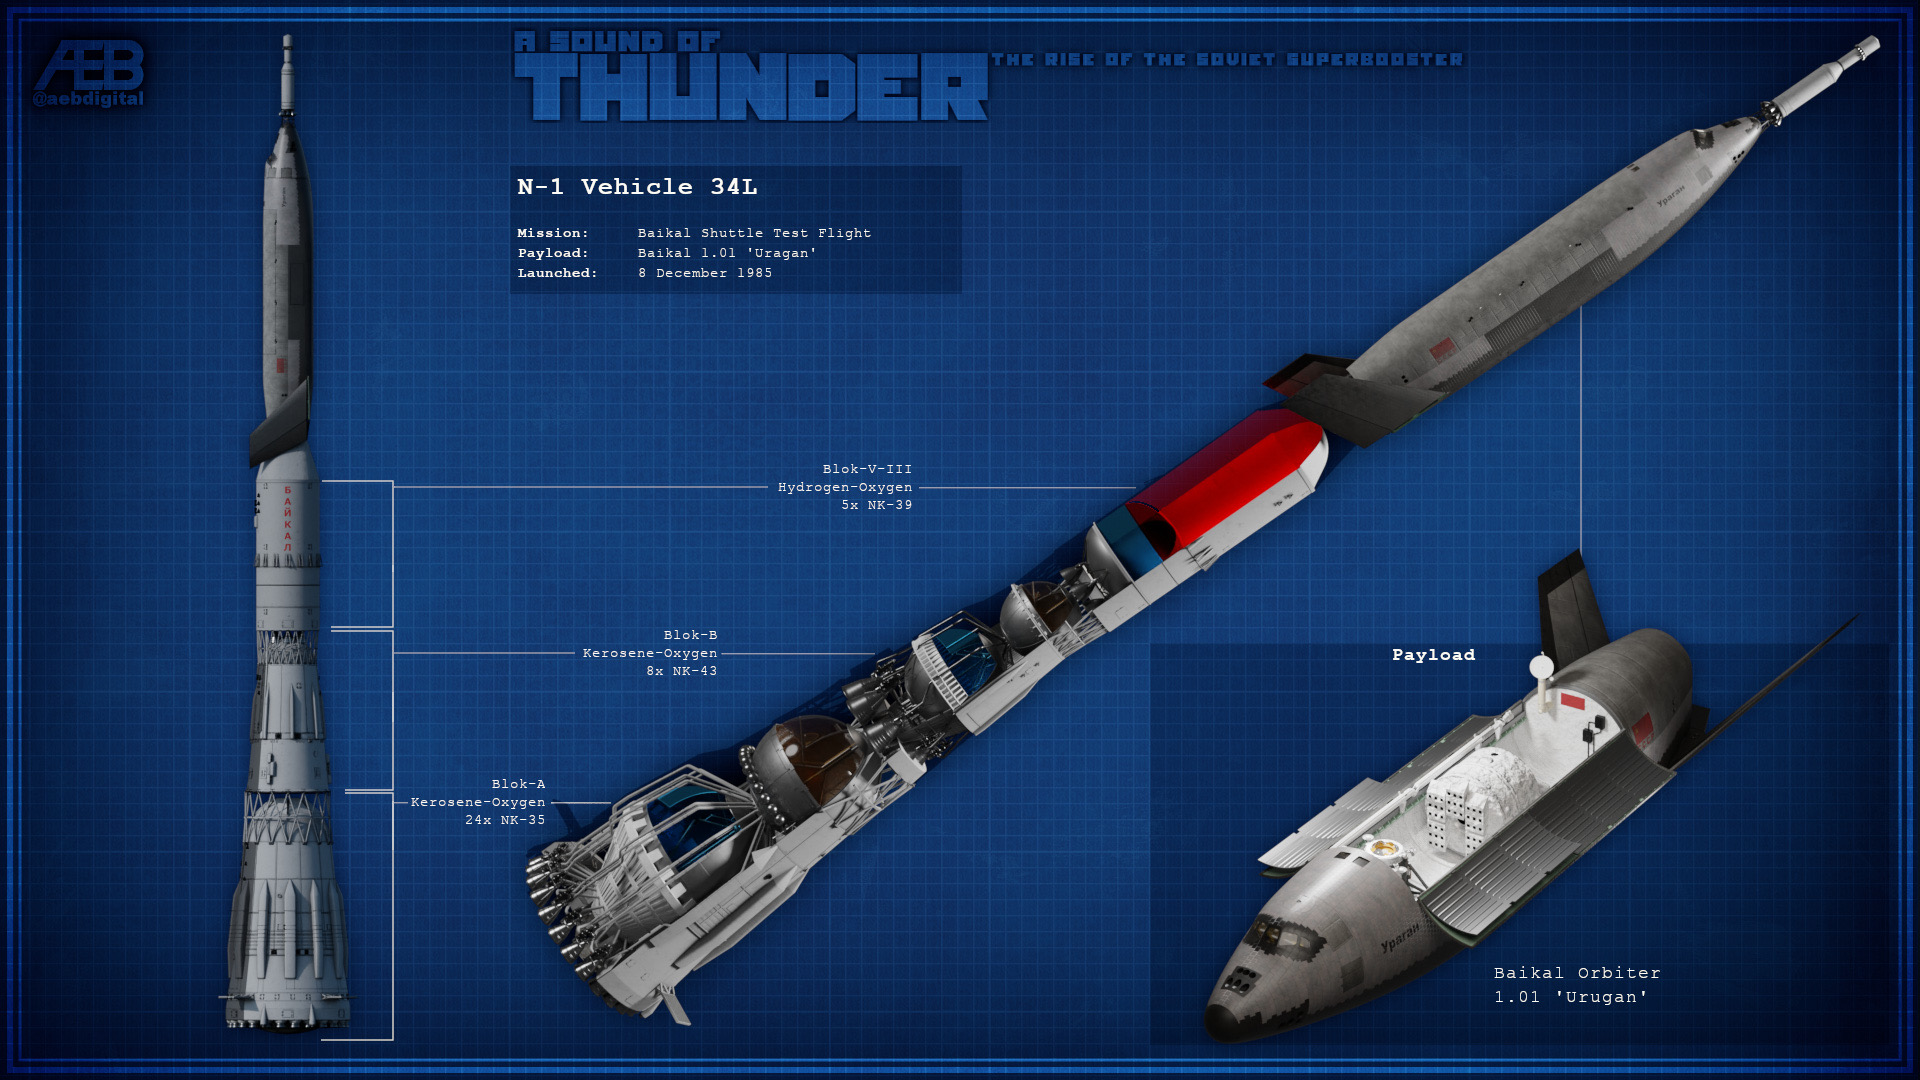 AEB
@aebdigital
A SOUND OF
THUNDER
THE RISE OF THE SOVIET SUPERBOOSTER
N-1 Vehicle 34L
Mission: Baikal Shuttle Test Flight
Payload: Baikal 1.01 'Uragan'
Launched: 8 December 1985
Ураган
БАЙКАЛ
Blok-V-III
Hydrogen-Oxygen
5x NK-39
Blok-B
Kerosene-Oxygen
8x NK-43
Blok-A
Kerosene-Oxygen
24x NK-35
Payload
Ураган
Baikal Orbiter
1.01 'Urugan'